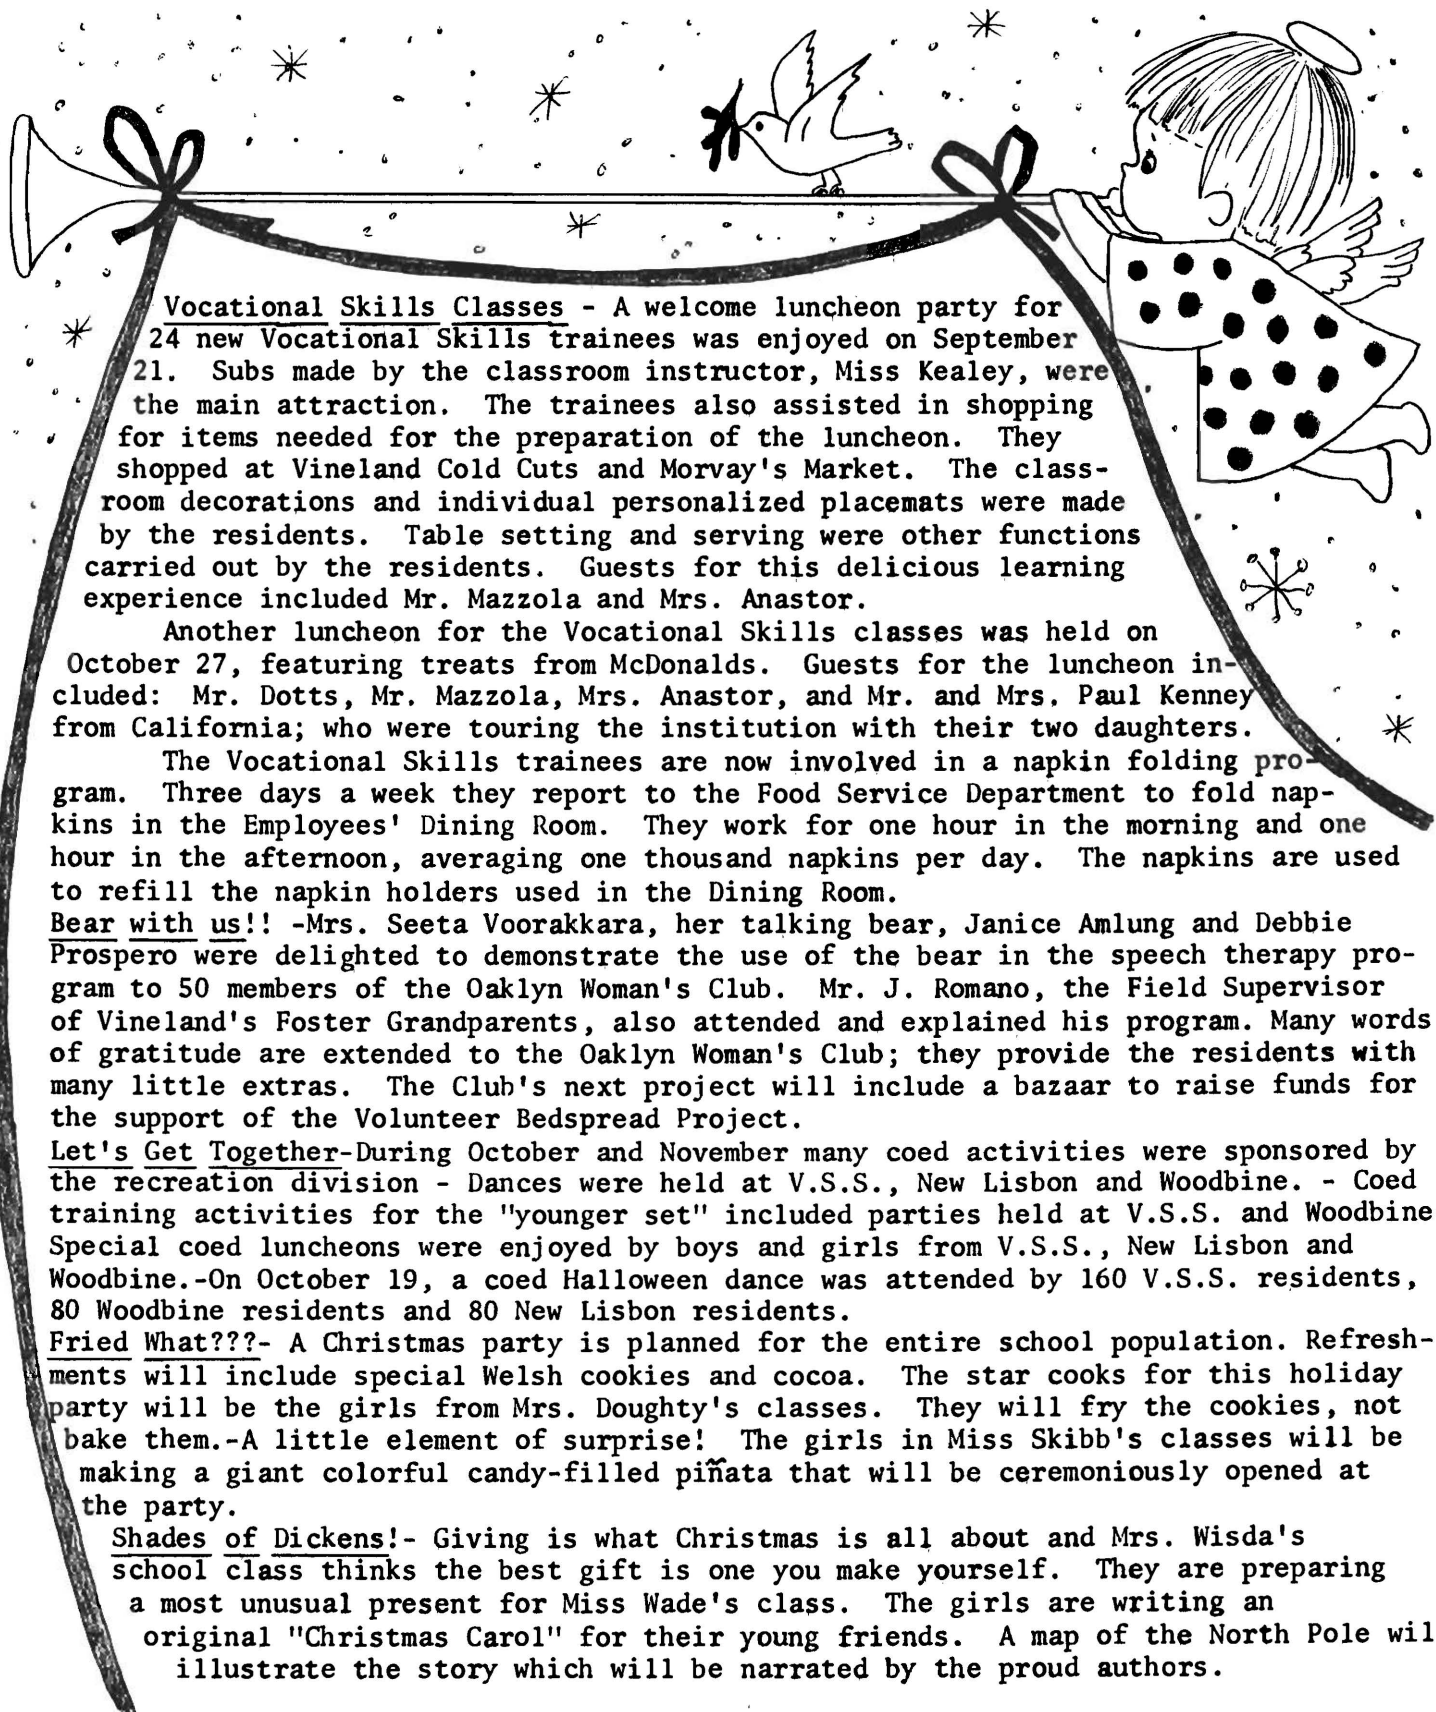 Vocational Skills Classes - A welcome luncheon party for
24 new Vocational Skills trainees was enjoyed on September
21. Subs made by the classroom instructor, Miss Kealey, were
the main attraction. The trainees also assisted in shopping
for items needed for the preparation of the luncheon. They
shopped at Vineland Cold Cuts and Morvay's Market. The class-
room decorations and individual personalized placemats were made
by the residents. Table setting and serving were other functions
carried out by the residents. Guests for this delicious learning
experience included Mr. Mazzola and Mrs. Anastor.
Another luncheon for the Vocational Skills classes was held on
October 27, featuring treats from McDonalds. Guests for the luncheon in-
cluded: Mr. Dotts, Mr. Mazzola, Mrs. Anastor, and Mr. and Mrs. Paul Kenney
from California; who were touring the institution with their two daughters.
The Vocational Skills trainees are now involved in a napkin folding pro-
gram. Three days a week they report to the Food Service Department to fold nap-
kins in the Employees' Dining Room. They work for one hour in the morning and one
hour in the afternoon, averaging one thousand napkins per day. The napkins are used
to refill the napkin holders used in the Dining Room.
Bear with us!! -Mrs. Seeta Voorakkara, her talking bear, Janice Amlung and Debbie
Prospero were delighted to demonstrate the use of the bear in the speech therapy pro-
gram to 50 members of the Oaklyn Woman's Club. Mr. J. Romano, the Field Supervisor
of Vineland's Foster Grandparents, also attended and explained his program. Many words
of gratitude are extended to the Oaklyn Woman's Club; they provide the residents with
many little extras. The Club's next project will include a bazaar to raise funds for
the support of the Volunteer Bedspread Project.
Let's Get Together-During October and November many coed activities were sponsored by
the recreation division - Dances were held at V.S.S., New Lisbon and Woodbine. - Coed
training activities for the "younger set" included parties held at V.S.S. and Woodbine
Special coed luncheons were enjoyed by boys and girls from V.S.S., New Lisbon and
Woodbine.-On October 19, a coed Halloween dance was attended by 160 V.S.S. residents,
80 Woodbine residents and 80 New Lisbon residents.
Fried What???- A Christmas party is planned for the entire school population. Refresh-
ments will include special Welsh cookies and cocoa. The star cooks for this holiday
party will be the girls from Mrs. Doughty's classes. They will fry the cookies, not
bake them.-A little element of surprise! The girls in Miss Skibb's classes will be
making a giant colorful candy-filled piñata that will be ceremoniously opened at
the party.
Shades of Dickens!- Giving is what Christmas is all about and Mrs. Wisda's
school class thinks the best gift is one you make yourself. They are preparing
a most unusual present for Miss Wade's class. The girls are writing an
original "Christmas Carol" for their young friends. A map of the North Pole wil
illustrate the story which will be narrated by the proud authors.